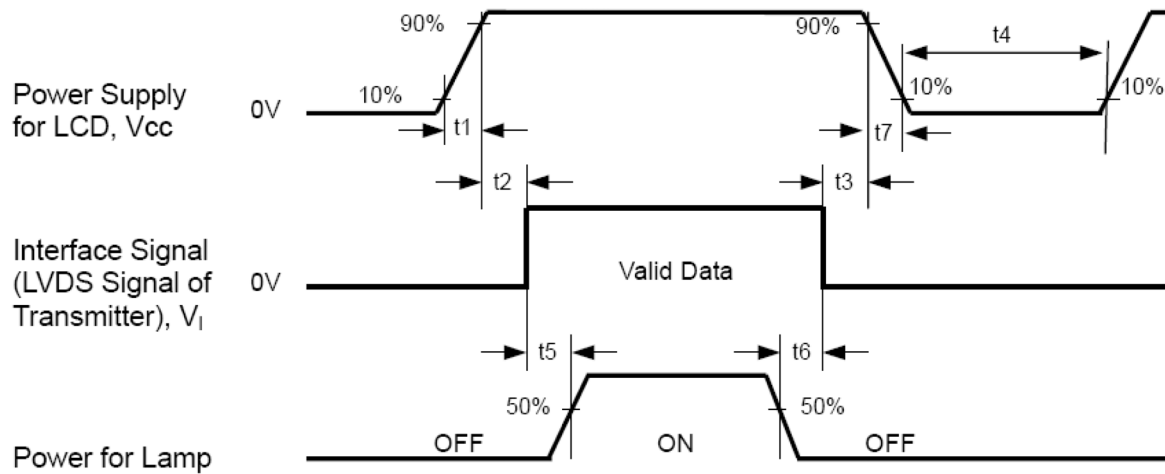 90%
90%
t4
Power Supply
for LCD, Vcc
0V
10%
10%
10%
t1
t7
t2
t3
Interface Signal
(LVDS Signal of
Transmitter), VI
0V
Valid Data
t5
t6
50%
50%
Power for Lamp
OFF
ON
OFF